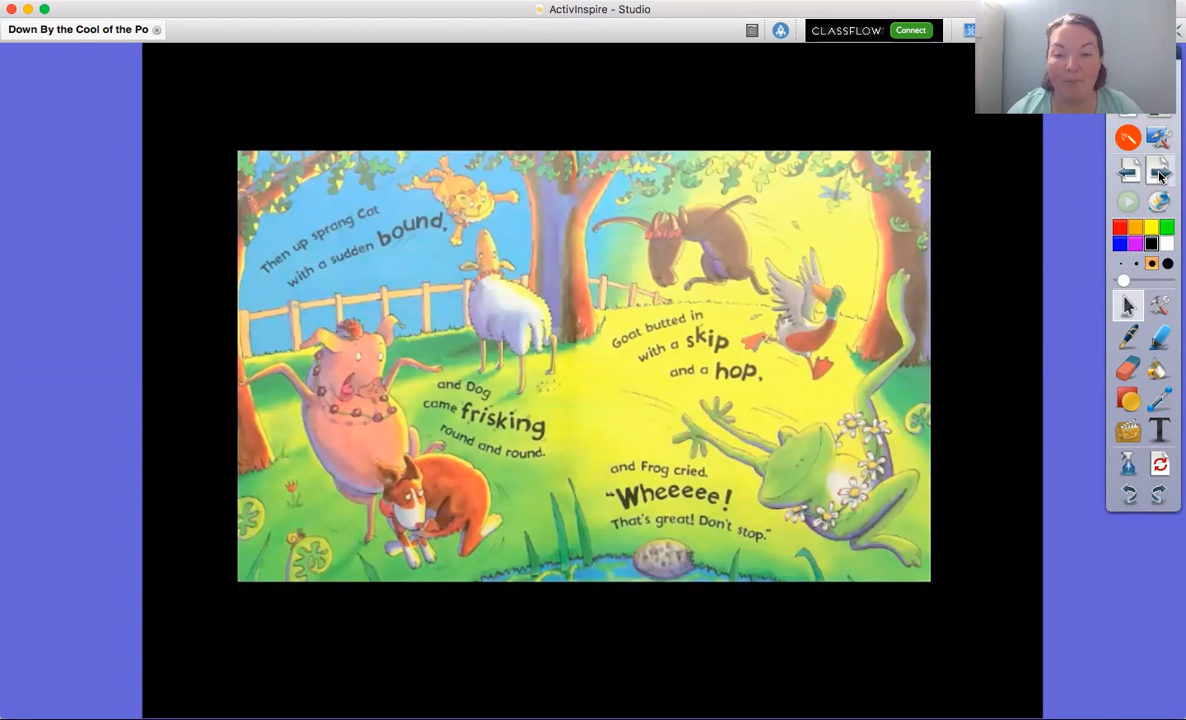 ActivInspire - Studio
Down By the Cool of the Po
CLASSFLOW Connect
Then up sprang Cat
with a sudden bound,
and Dog
came frisking
round and round.
Goat butted in
with a skip
and a hop,
and Frog cried.
"Wheeeee!
That's great! Don't stop."
T